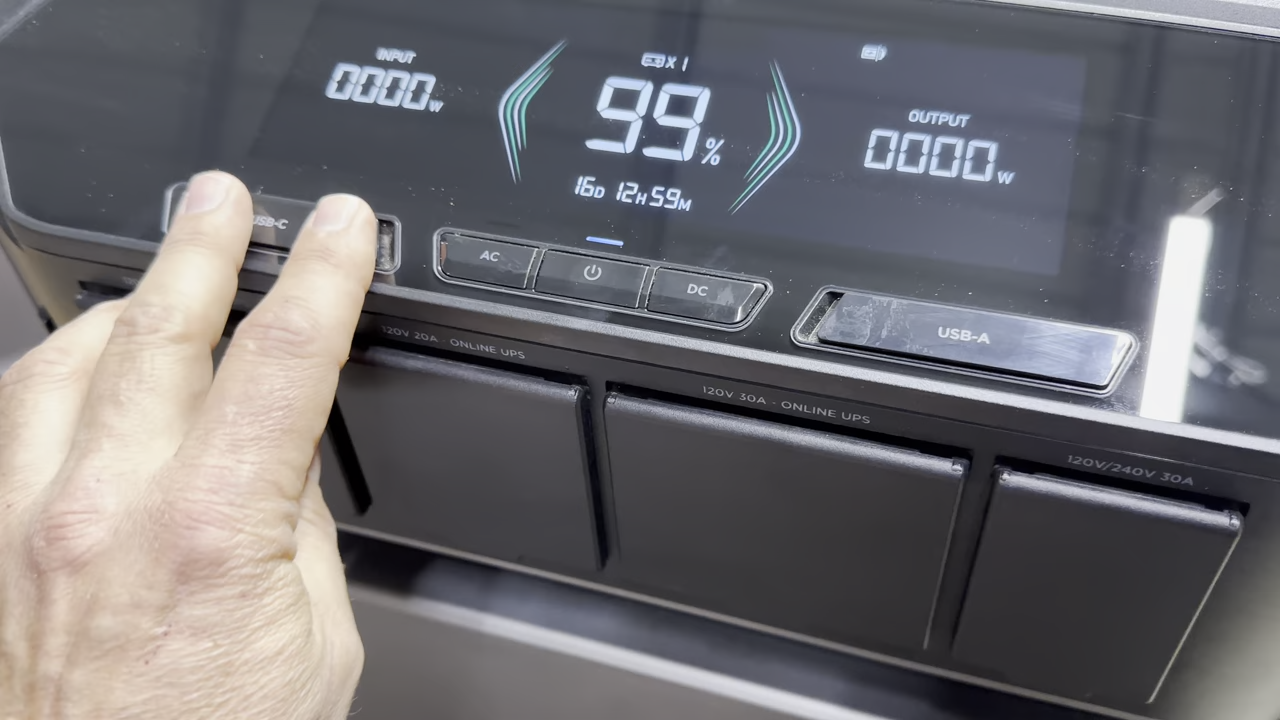 INPUT
0000W
X 1
99%
16D 12H 59M
OUTPUT
0000W
USB-C
AC
DC
USB-A
120V 20A - ONLINE UPS
120V 30A - ONLINE UPS
120V/240V 30A